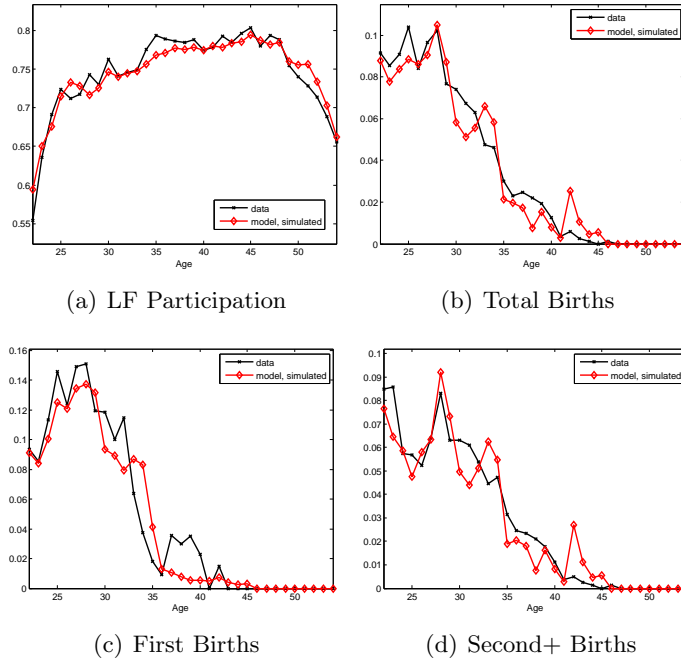 0.8
0.75
0.7
0.65
0.6
0.55
25 30 35 40 45 50
Age
data
model, simulated
(a) LF Participation
0.12
0.1
0.08
0.06
0.04
0.02
0
25 30 35 40 45 50
Age
data
model, simulated
(b) Total Births
0.16
0.14
0.12
0.1
0.08
0.06
0.04
0.02
0
25 30 35 40 45 50
Age
data
model, simulated
(c) First Births
0.1
0.09
0.08
0.07
0.06
0.05
0.04
0.03
0.02
0.01
0
25 30 35 40 45 50
Age
data
model, simulated
(d) Second+ Births